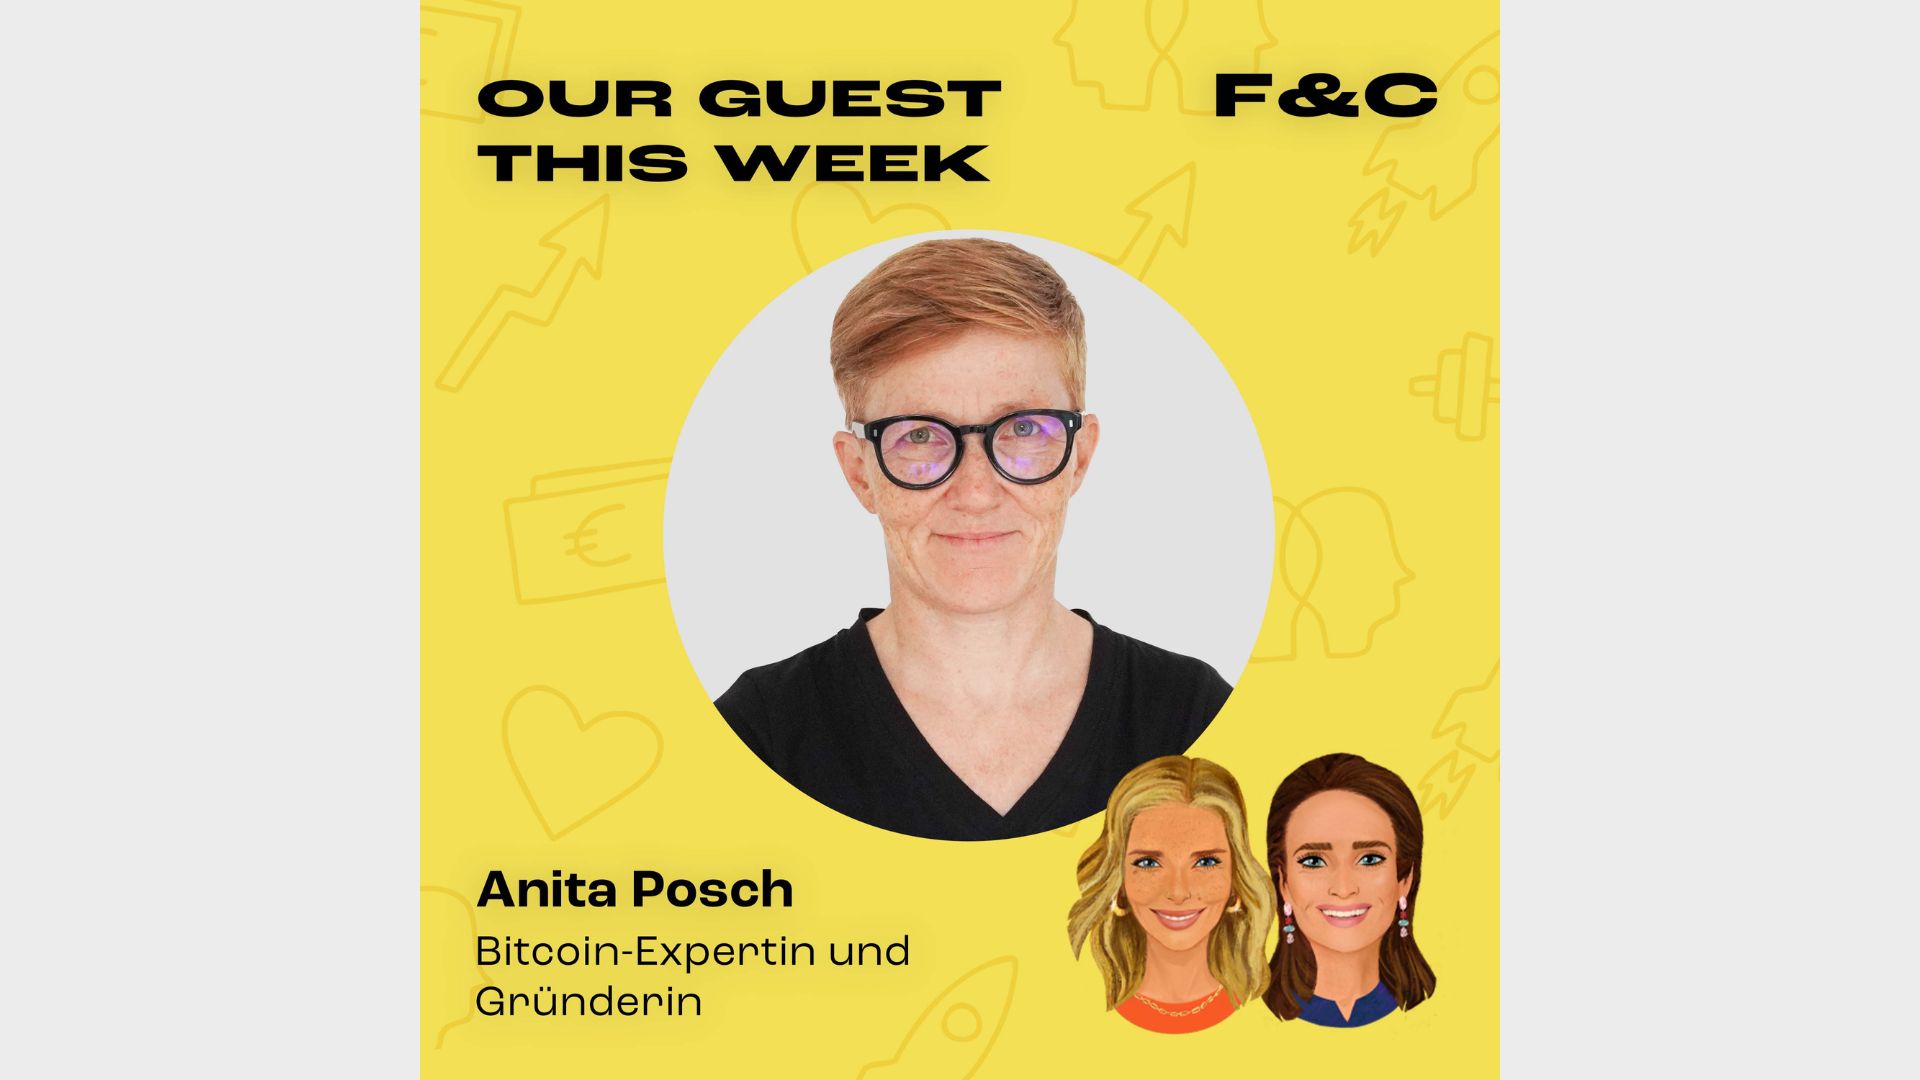 OUR GUEST
THIS WEEK
F&C
Anita Posch
Bitcoin-Expertin und
Gründerin